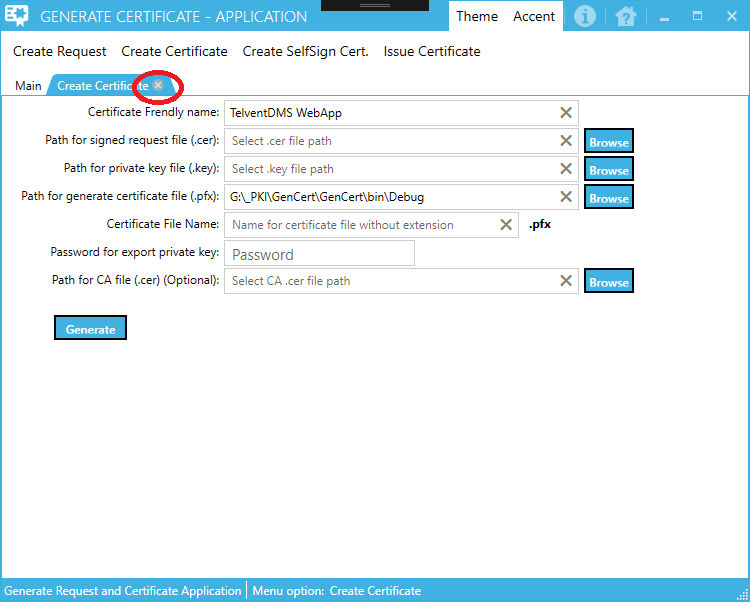 GENERATE CERTIFICATE - APPLICATION Theme Accent
Create Request Create Certificate Create SelfSign Cert. Issue Certificate
Main Create Certificate
Certificate Frendly name: TelventDMS WebApp
Path for signed request file (.cer): Select .cer file path Browse
Path for private key file (.key): Select .key file path Browse
Path for generate certificate file (.pfx): G:\_PKI\GenCert\GenCert\bin\Debug Browse
Certificate File Name: Name for certificate file without extension .pfx
Password for export private key: Password
Path for CA file (.cer) (Optional): Select CA .cer file path Browse
Generate
Generate Request and Certificate Application Menu option: Create Certificate